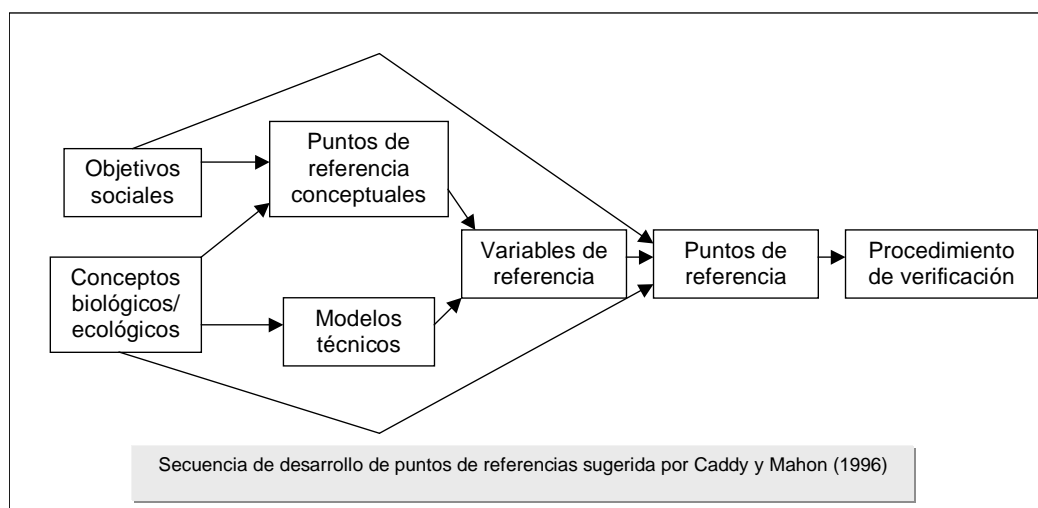 Objetivos
sociales
Puntos de
referencia
conceptuales
Conceptos
biológicos/
ecológicos
Modelos
técnicos
Variables de
referencia
Puntos de
referencia
Procedimiento
de verificación
Secuencia de desarrollo de puntos de referencias sugerida por Caddy y Mahon (1996)